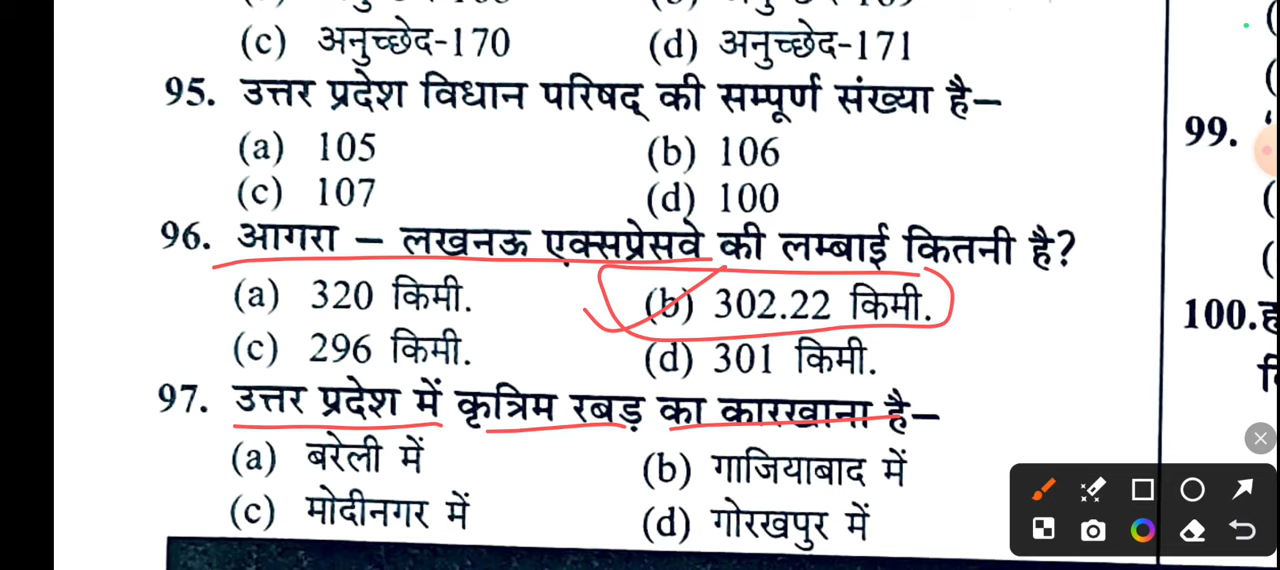 (c) अनुच्छेद-170 (d) अनुच्छेद-171
95. उत्तर प्रदेश विधान परिषद् की सम्पूर्ण संख्या है–
(a) 105 (b) 106
(c) 107 (d) 100
96. आगरा – लखनऊ एक्सप्रेसवे की लम्बाई कितनी है?
(a) 320 किमी. (b) 302.22 किमी.
(c) 296 किमी. (d) 301 किमी.
97. उत्तर प्रदेश में कृत्रिम रबड़ का कारखाना है–
(a) बरेली में (b) गाजियाबाद में
(c) मोदीनगर में (d) गोरखपुर में
99.
100.